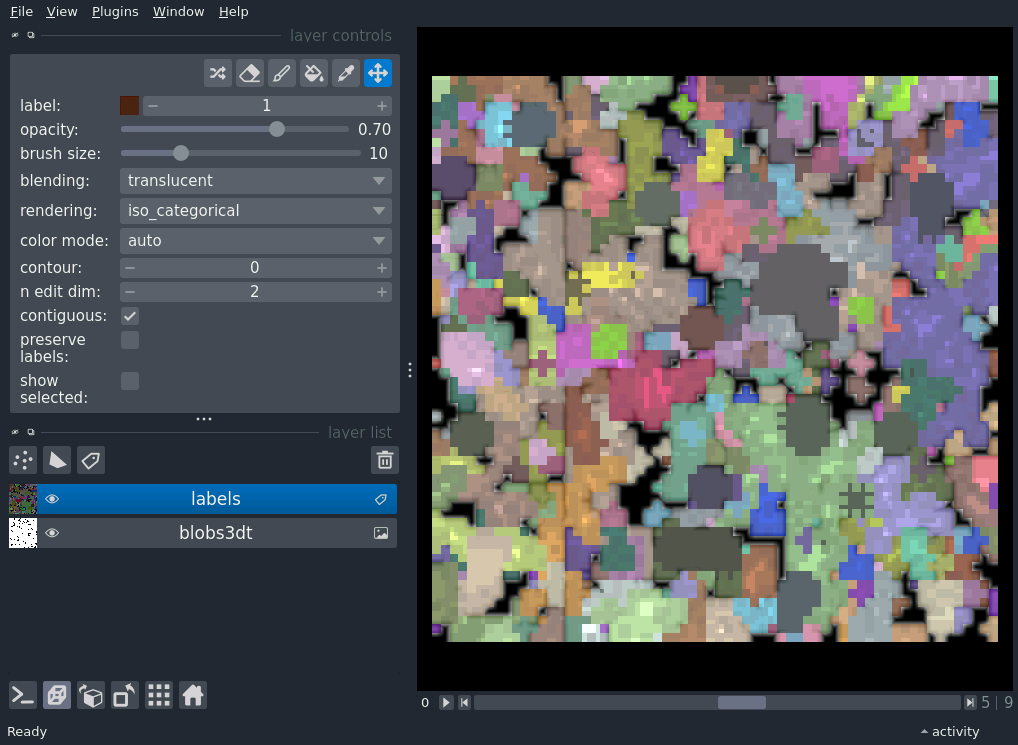 File View Plugins Window Help
layer controls
label: 1
opacity: 0.70
brush size: 10
blending: translucent
rendering: iso_categorical
color mode: auto
contour: 0
n edit dim: 2
contiguous:
preserve
labels:
show
selected:
layer list
labels
blobs3dt
0 5 | 9
Ready activity